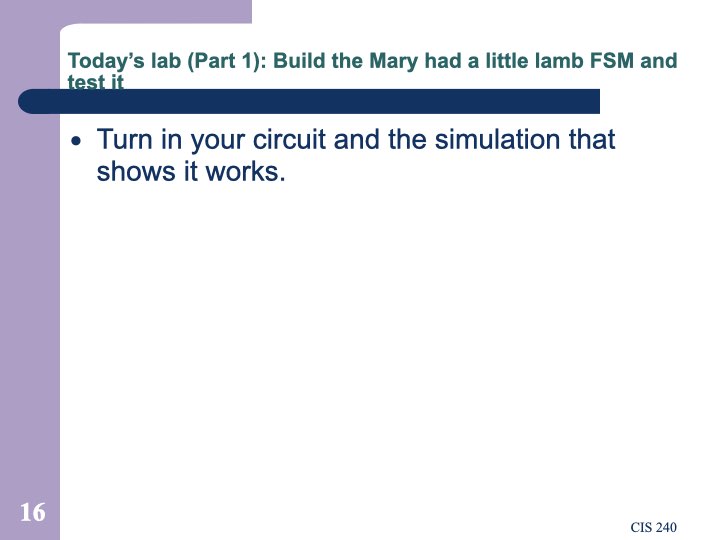 Today’s lab (Part 1): Build the Mary had a little lamb FSM and
test it
• Turn in your circuit and the simulation that
shows it works.
16
CIS 240